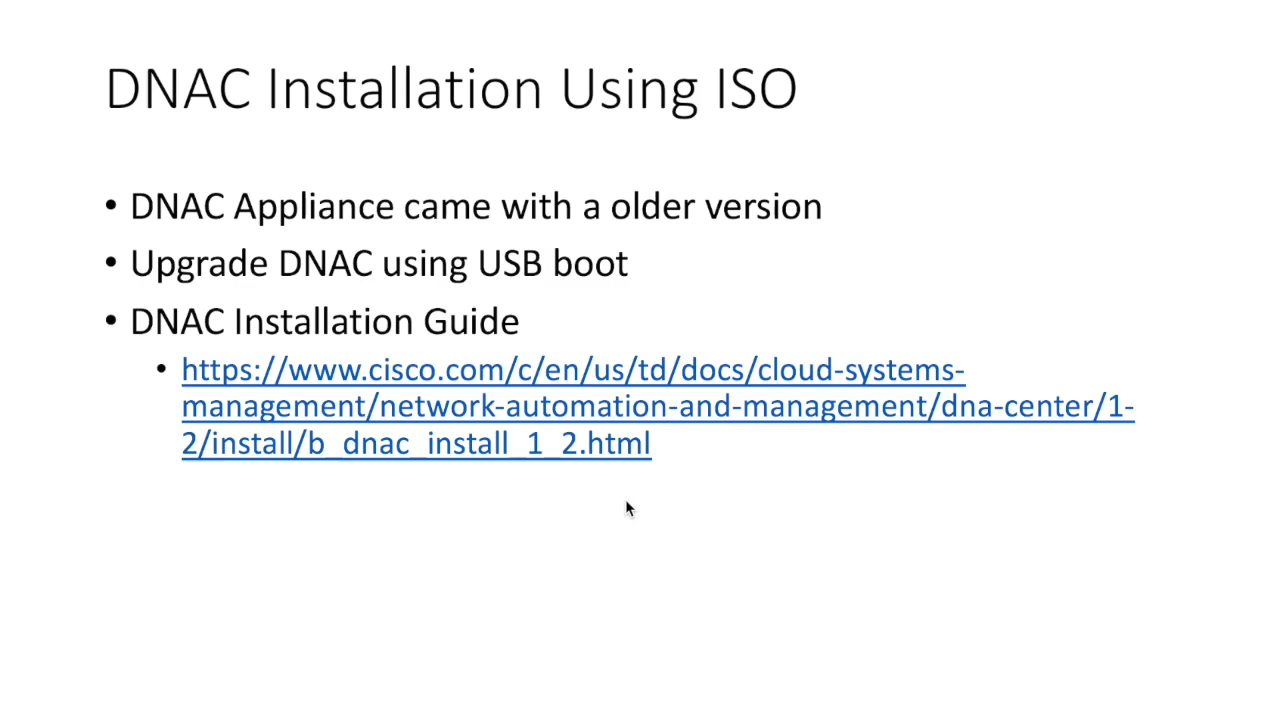 DNAC Installation Using ISO
• DNAC Appliance came with a older version
• Upgrade DNAC using USB boot
• DNAC Installation Guide
• https://www.cisco.com/c/en/us/td/docs/cloud-systems-
management/network-automation-and-management/dna-center/1-
2/install/b_dnac_install_1_2.html